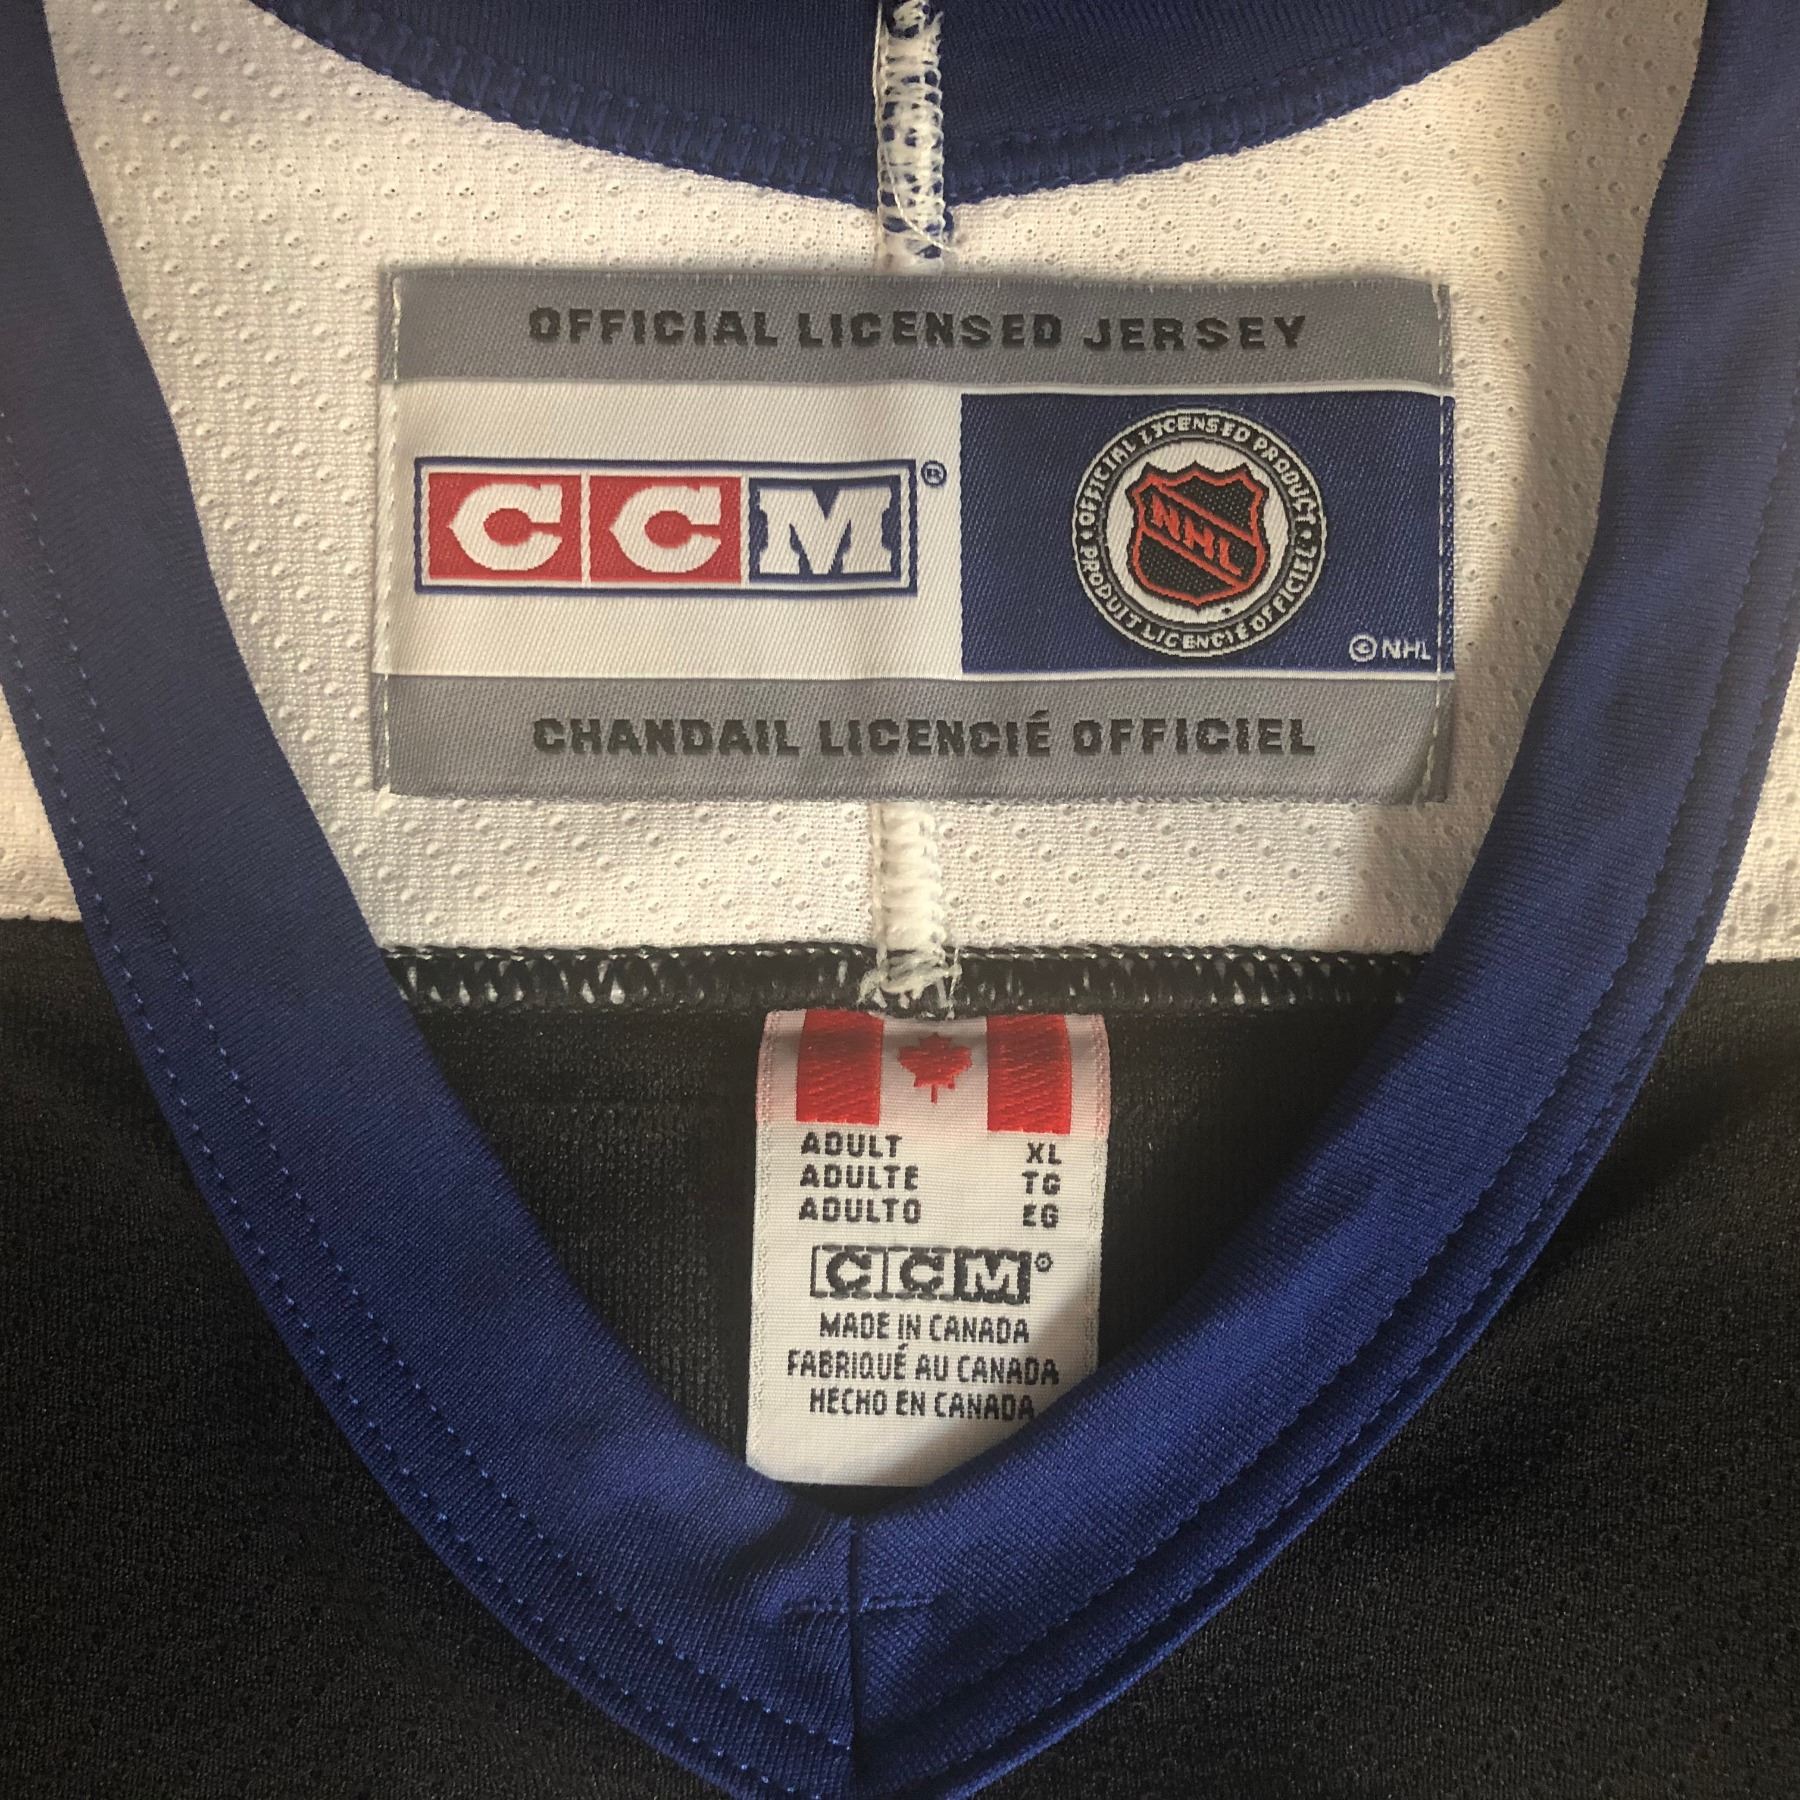 OFFICIAL LICENSED JERSEY
CCM®
OFFICIAL LICENSED PRODUCT • PRODUIT LICENCIÉ OFFICIEL •
NHL
©NHL
CHANDAIL LICENCIÉ OFFICIEL
ADULT XL
ADULTE TG
ADULTO EG
CCM®
MADE IN CANADA
FABRIQUÉ AU CANADA
HECHO EN CANADA